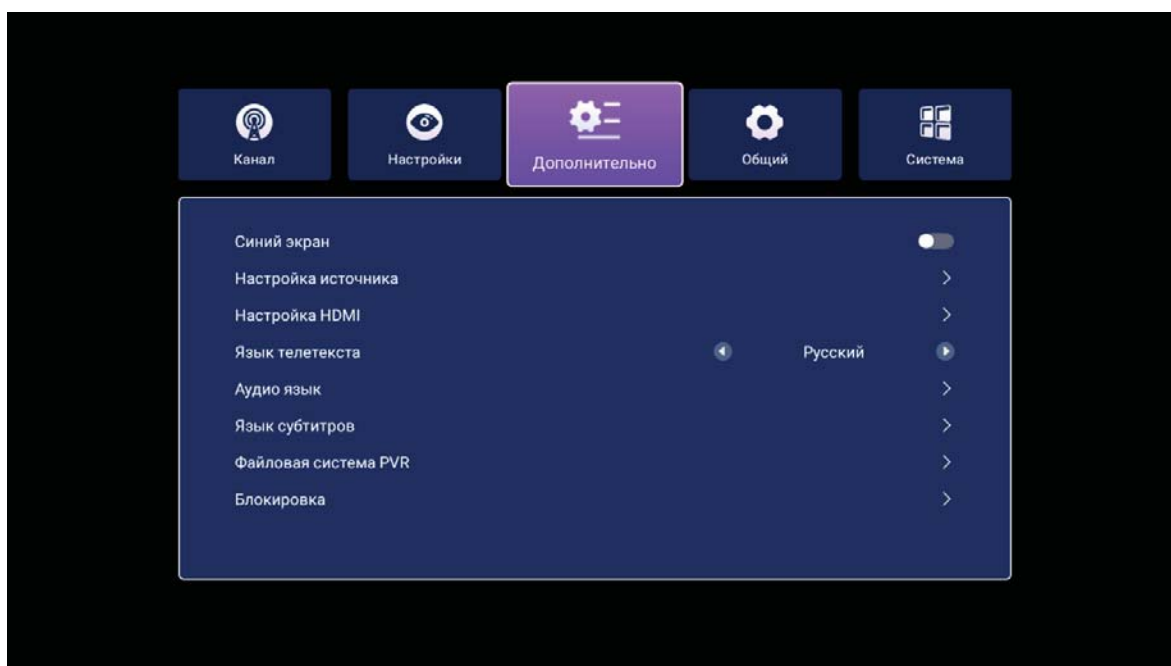 Канал
Настройки
Дополнительно
Общий
Система
Синий экран
Настройка источника
Настройка HDMI
Язык телетекста Русский
Аудио язык
Язык субтитров
Файловая система PVR
Блокировка